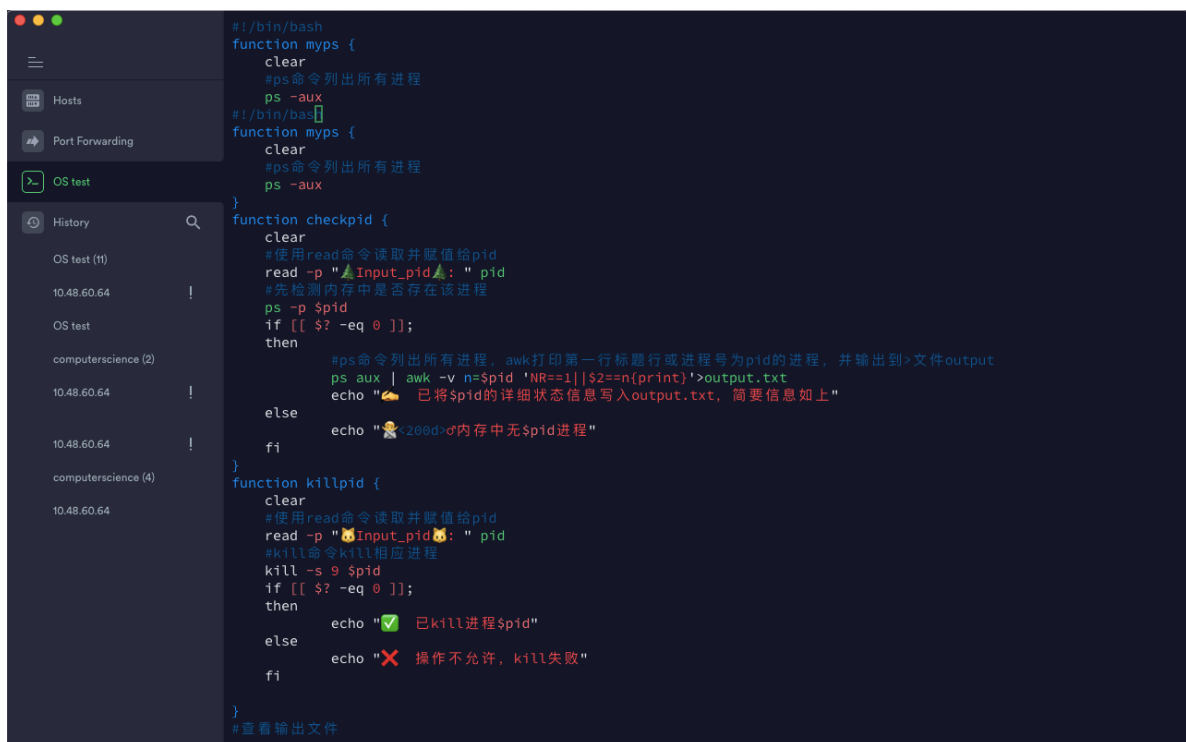 Hosts
Port Forwarding
OS test
History
OS test (11)
10.48.60.64
OS test
computerscience (2)
10.48.60.64
10.48.60.64
computerscience (4)
10.48.60.64
#!/bin/bash
function myps {
    clear
    #ps命令列出所有进程
    ps -aux
#!/bin/bash
function myps {
    clear
    #ps命令列出所有进程
    ps -aux
}
function checkpid {
    clear
    #使用read命令读取并赋值给pid
    read -p "🎄Input_pid🎄: " pid
    #先检测内存中是否存在该进程
    ps -p $pid
    if [[ $? -eq 0 ]];
    then
            #ps命令列出所有进程, awk打印第一行标题行或进程号为pid的进程, 并输出到>文件output
            ps aux | awk -v n=$pid 'NR==1||$2==n{print}'>output.txt
            echo "✍️  已将$pid的详细状态信息写入output.txt, 简要信息如上"
    else
            echo "🙅<200d>♂内存中无$pid进程"
    fi
}
function killpid {
    clear
    #使用read命令读取并赋值给pid
    read -p "🐱Input_pid🐱: " pid
    #kill命令kill相应进程
    kill -s 9 $pid
    if [[ $? -eq 0 ]];
    then
            echo "✅  已kill进程$pid"
    else
            echo "❌  操作不允许, kill失败"
    fi

}
#查看输出文件